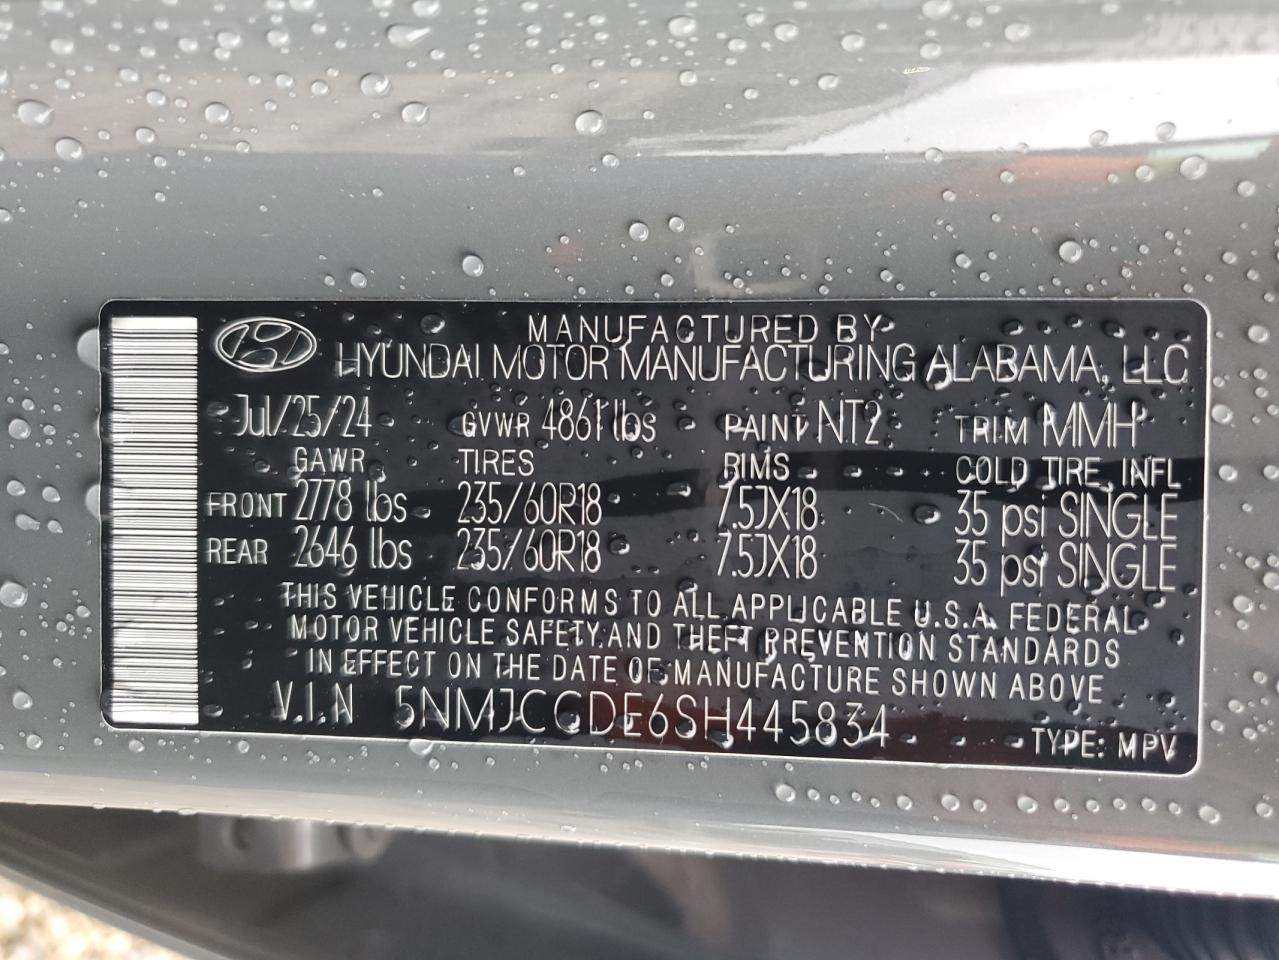 MANUFACTURED BY
HYUNDAI MOTOR MANUFACTURING ALABAMA, LLC
Jul/25/24 GVWR 4861 lbs PAINT NT2 TRIM MMH
GAWR TIRES RIMS COLD TIRE INFL
FRONT 2778 lbs 235/60R18 7.5JX18 35 psi SINGLE
REAR 2646 lbs 235/60R18 7.5JX18 35 psi SINGLE
THIS VEHICLE CONFORMS TO ALL APPLICABLE U.S.A. FEDERAL
MOTOR VEHICLE SAFETY AND THEFT PREVENTION STANDARDS
IN EFFECT ON THE DATE OF MANUFACTURE SHOWN ABOVE
V.I.N 5NMJCCDE6SH445834
TYPE: MPV